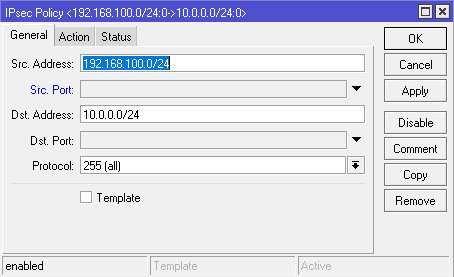 IPsec Policy <192.168.100.0/24:0->10.0.0.0/24:0>
General Action Status
Src. Address: 192.168.100.0/24
Src. Port:
Dst. Address: 10.0.0.0/24
Dst. Port:
Protocol: 255 (all)
Template
OK
Cancel
Apply
Disable
Comment
Copy
Remove
enabled Template Active